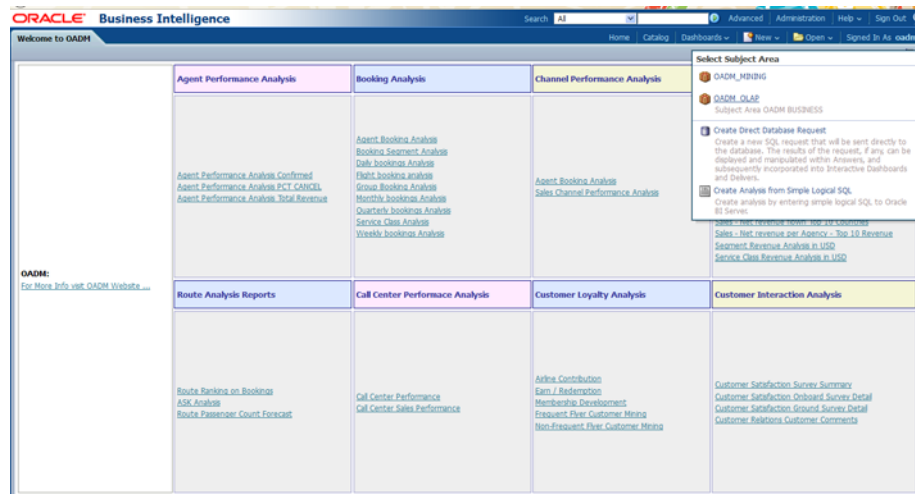 ORACLE Business Intelligence
Search All Advanced Administration Help Sign Out
Welcome to OADM
Home Catalog Dashboards New Open Signed In As
Select Subject Area
OADM_MINING
OADM_OLAP
Subject Area OADM BUSINESS
Create Direct Database Request
Create a new SQL request that will be sent directly to
the database. The results of the request, if any, can be
displayed and manipulated within Answers, and
subsequently incorporated into Interactive Dashboards
and Delivers.
Create Analysis from Simple Logical SQL
Create analysis by entering simple logical SQL to Oracle
BI Server.
Agent Performance Analysis
Agent Performance Analysis Confirmed
Agent Performance Analysis PCT CANCEL
Agent Performance Analysis Total Revenue
Booking Analysis
Agent Booking Analysis
Booking Segment Analysis
Daily bookings Analysis
Flight booking analysis
Group Booking Analysis
Monthly bookings Analysis
Quarterly bookings Analysis
Service Class Analysis
Weekly bookings Analysis
Channel Performance Analysis
Agent Booking Analysis
Sales Channel Performance Analysis
Sales - Net revenue per Agency - Top 10 Revenue
Segment Revenue Analysis in USD
Service Class Revenue Analysis in USD
OADM:
For More Info visit OADM Website ...
Route Analysis Reports
Route Ranking on Bookings
ASK Analysis
Route Passenger Count Forecast
Call Center Performace Analysis
Call Center Performance
Call Center Sales Performance
Customer Loyalty Analysis
Airline Contribution
Earn / Redemption
Membership Development
Frequent Flyer Customer Mining
Non-Frequent Flyer Customer Mining
Customer Interaction Analysis
Customer Satisfaction Survey Summary
Customer Satisfaction Onboard Survey Detail
Customer Satisfaction Ground Survey Detail
Customer Relations Customer Comments